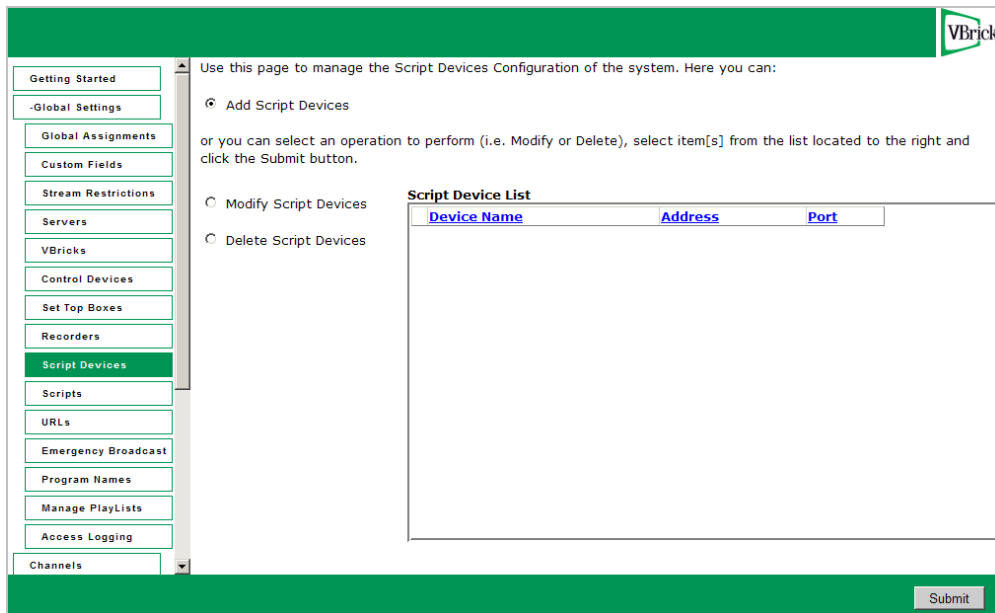 VBrick
Use this page to manage the Script Devices Configuration of the system. Here you can:
Add Script Devices
or you can select an operation to perform (i.e. Modify or Delete), select item[s] from the list located to the right and
click the Submit button.
Modify Script Devices
Delete Script Devices
Script Device List
Device Name Address Port
Getting Started
-Global Settings
Global Assignments
Custom Fields
Stream Restrictions
Servers
VBricks
Control Devices
Set Top Boxes
Recorders
Script Devices
Scripts
URLs
Emergency Broadcast
Program Names
Manage PlayLists
Access Logging
Channels
Submit